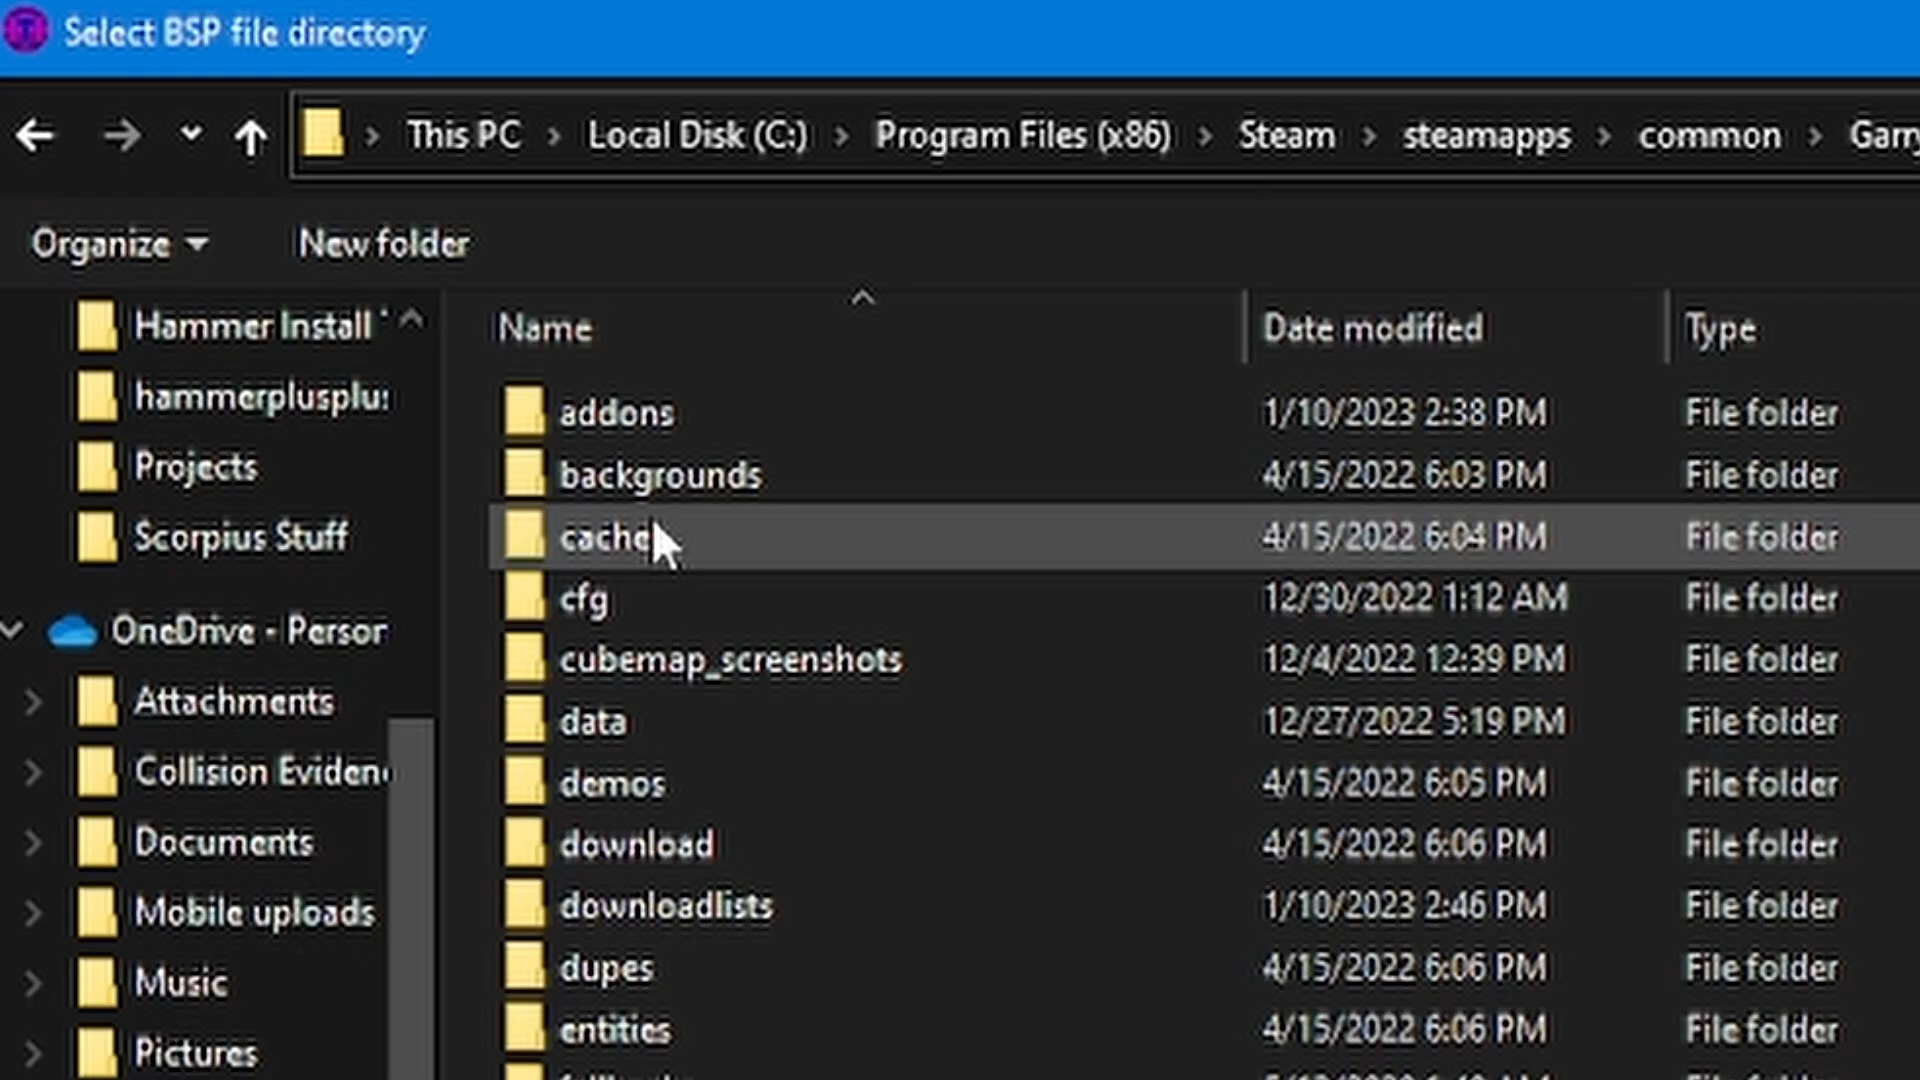 Select BSP file directory
This PC > Local Disk (C:) > Program Files (x86) > Steam > steamapps > common > Garry
Organize New folder
Name Date modified Type
Hammer Install
hammerplusplus
Projects
Scorpius Stuff
OneDrive - Person
Attachments
Collision Evidenc
Documents
Mobile uploads
Music
Pictures
addons 1/10/2023 2:38 PM File folder
backgrounds 4/15/2022 6:03 PM File folder
cache 4/15/2022 6:04 PM File folder
cfg 12/30/2022 1:12 AM File folder
cubemap_screenshots 12/4/2022 12:39 PM File folder
data 12/27/2022 5:19 PM File folder
demos 4/15/2022 6:05 PM File folder
download 4/15/2022 6:06 PM File folder
downloadlists 1/10/2023 2:46 PM File folder
dupes 4/15/2022 6:06 PM File folder
entities 4/15/2022 6:06 PM File folder